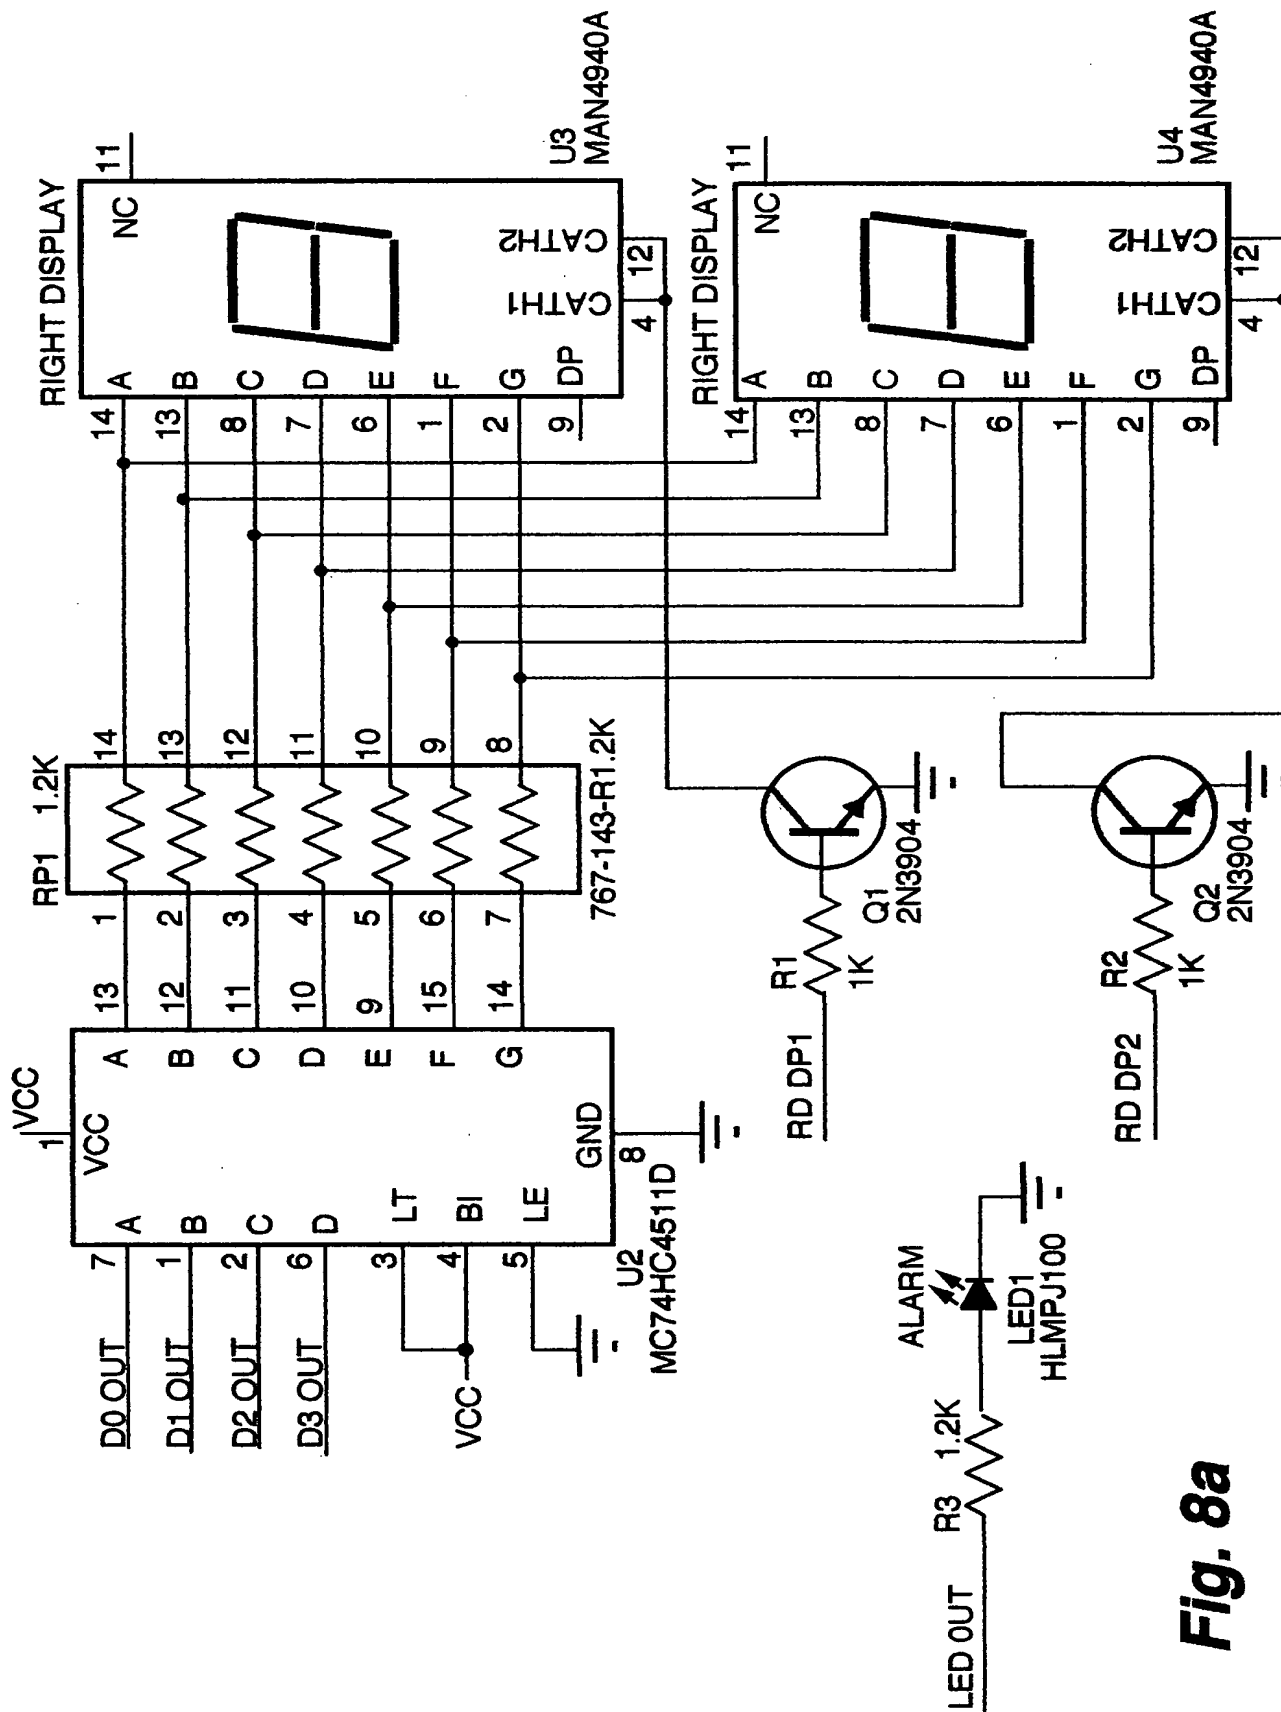 VCC
1
VCC
D0 OUT
7
A
D1 OUT
1
B
D2 OUT
2
C
D3 OUT
6
D
3
LT
VCC
4
BI
5
LE
A
13
B
12
C
11
D
10
E
9
F
15
G
14
GND
8
U2
MC74HC4511D
RP1 1.2K
1
14
2
13
3
12
4
11
5
10
6
9
7
8
767-143-R1.2K
RIGHT DISPLAY
14
A
13
B
8
C
7
D
6
E
1
F
2
G
9
DP
NC
11
CATH1
4
CATH2
12
U3
MAN4940A
RIGHT DISPLAY
14
A
13
B
8
C
7
D
6
E
1
F
2
G
9
DP
NC
11
CATH1
4
CATH2
12
U4
MAN4940A
RD DP1
R1
1K
Q1
2N3904
RD DP2
R2
1K
Q2
2N3904
LED OUT
R3 1.2K
ALARM
LED1
HLMPJ100
Fig. 8a